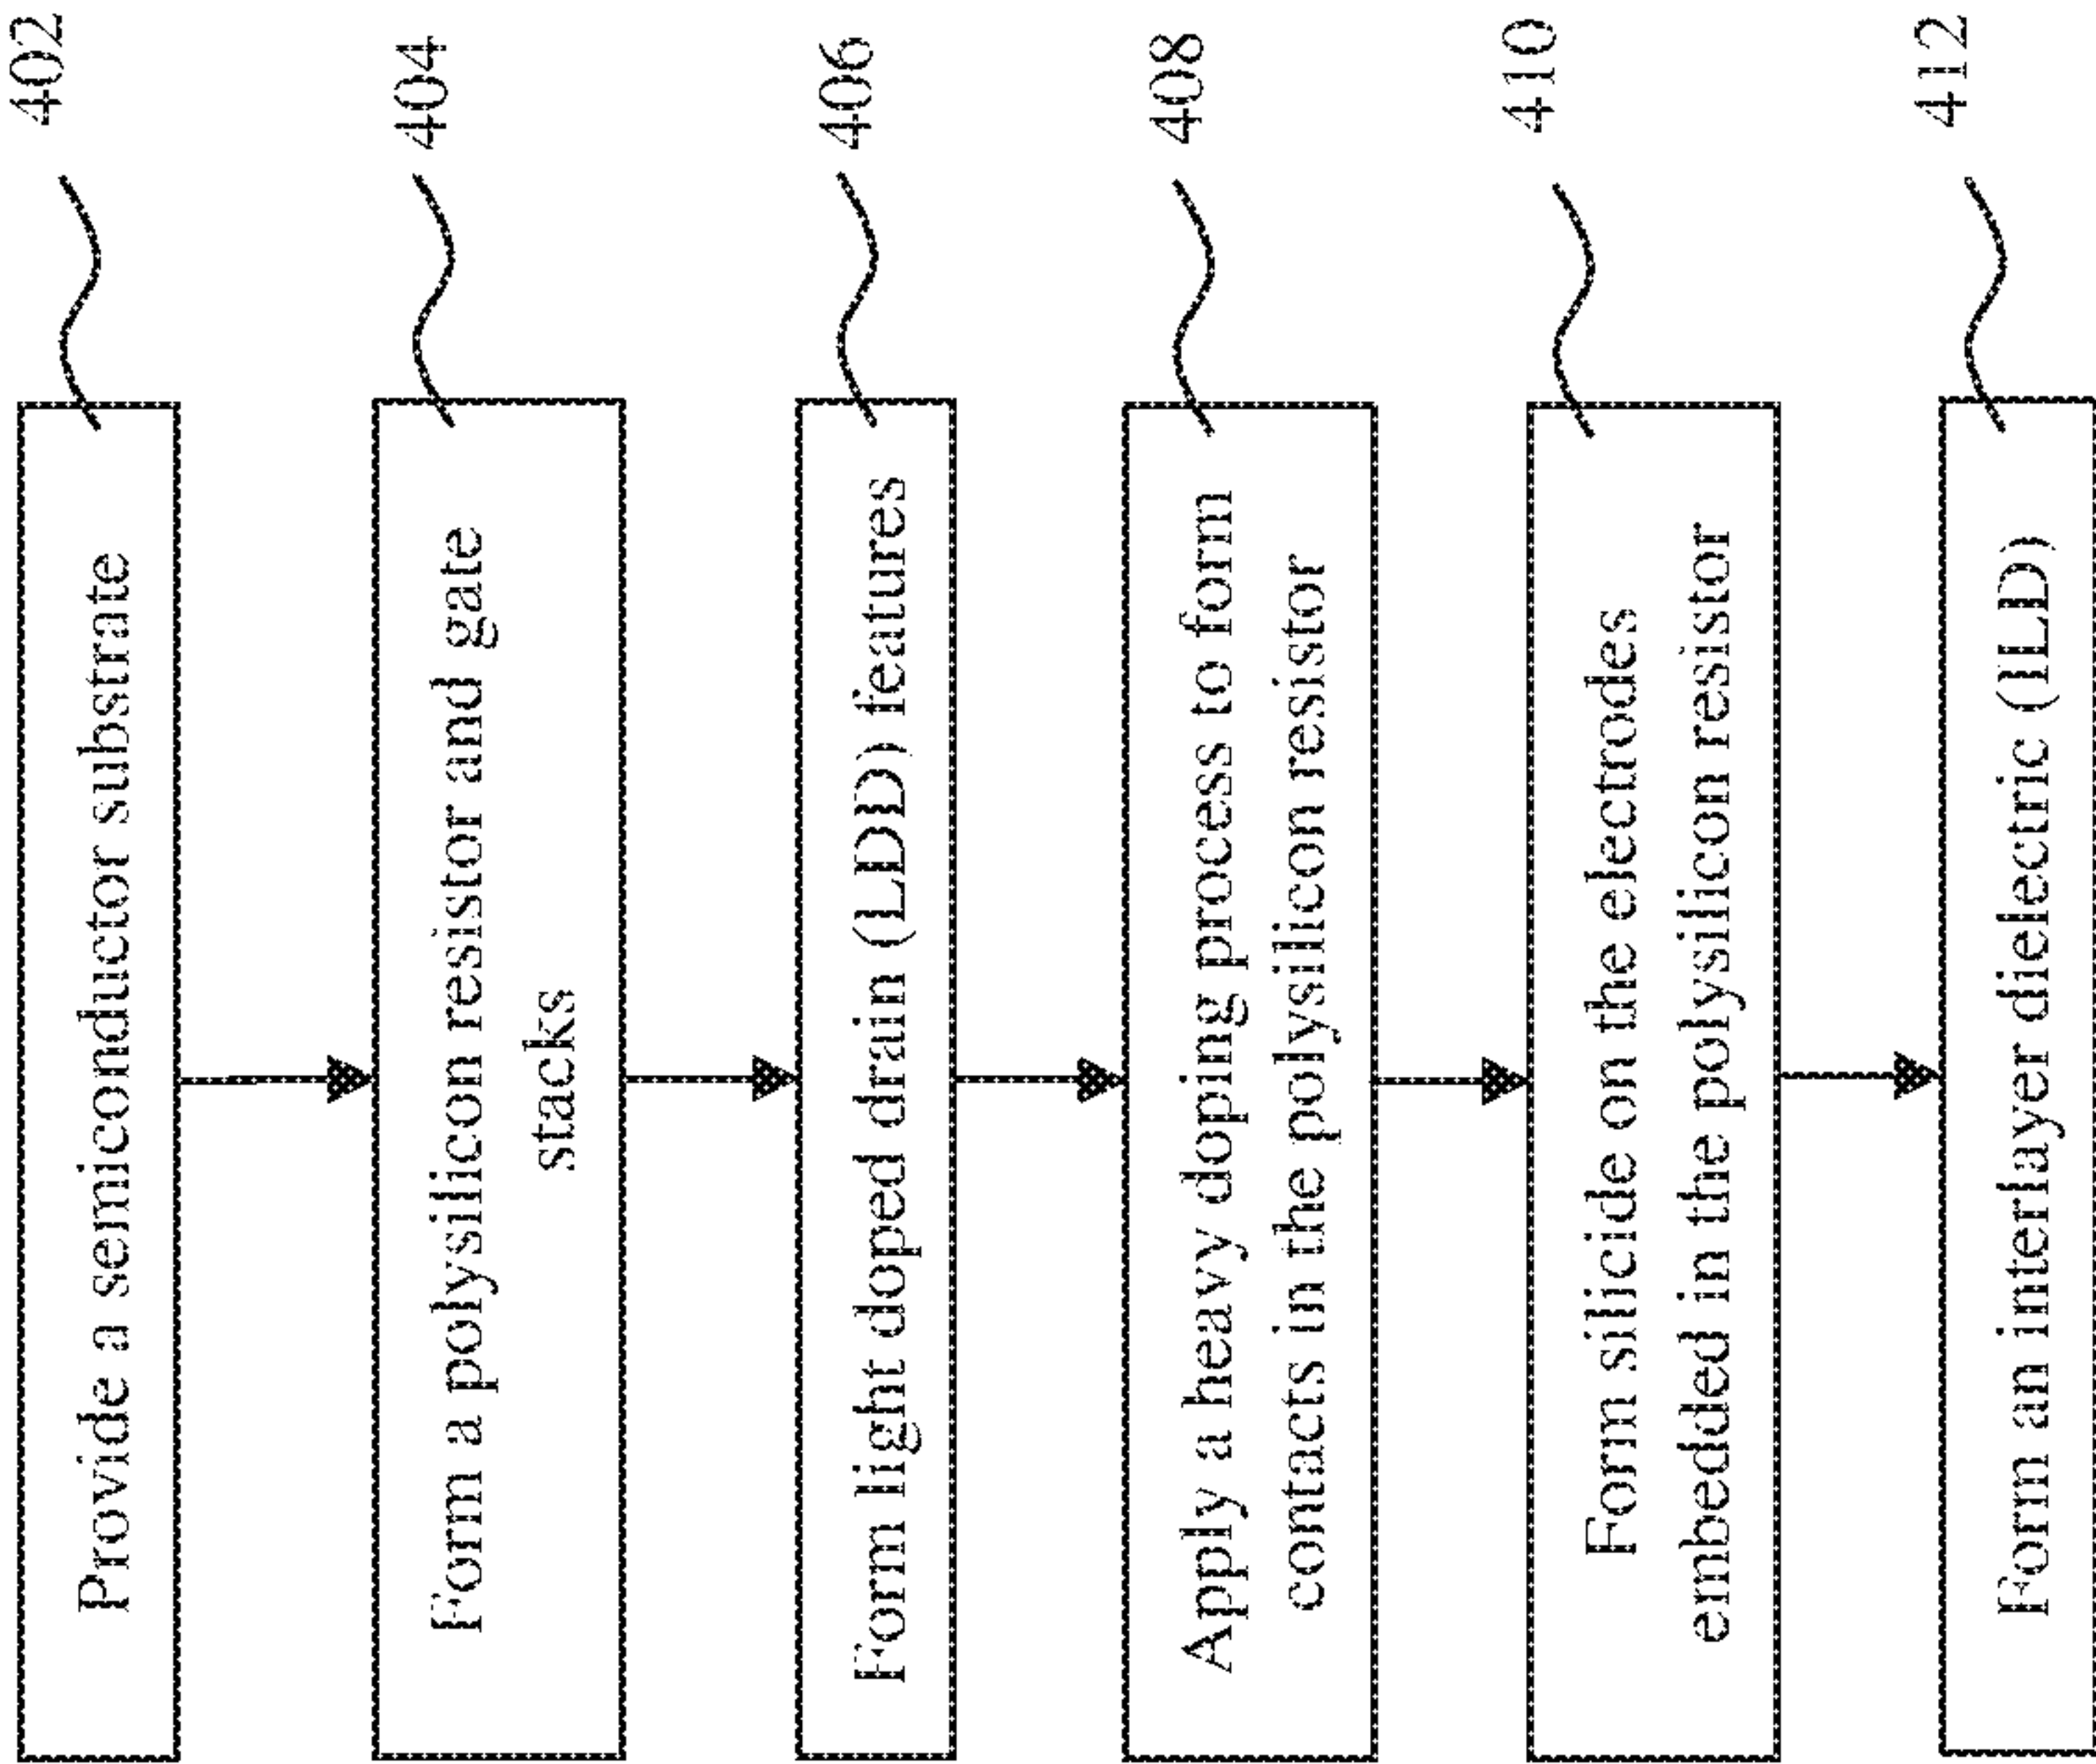 Provide a semiconductor substrate
402
Form a polysilicon resistor and gate
stacks
404
Form light doped drain (LDD) features
406
Apply a heavy doping process to form
contacts in the polysilicon resistor
408
Form silicide on the electrodes
embedded in the polysilicon resistor
410
Form an interlayer dielectric (ILD)
412